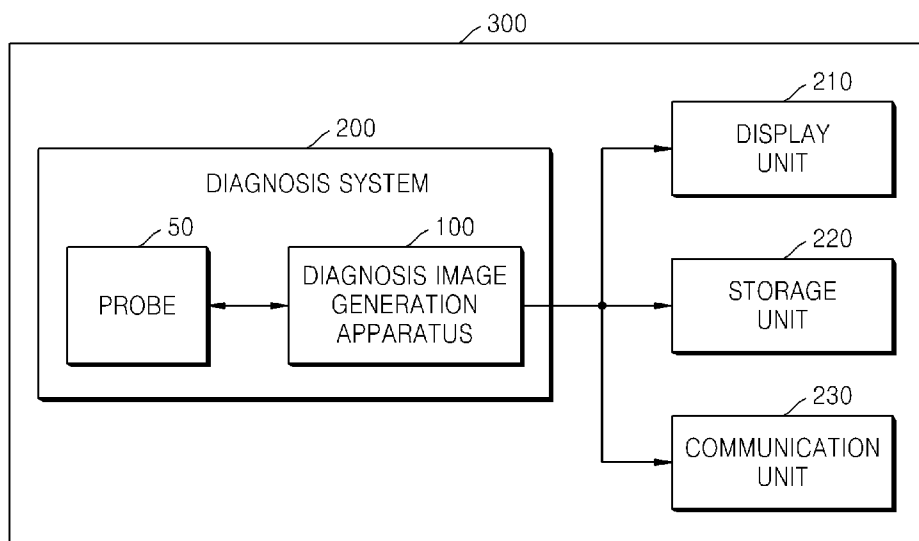 300
200
DIAGNOSIS SYSTEM
50
PROBE
100
DIAGNOSIS IMAGE
GENERATION
APPARATUS
210
DISPLAY
UNIT
220
STORAGE
UNIT
230
COMMUNICATION
UNIT